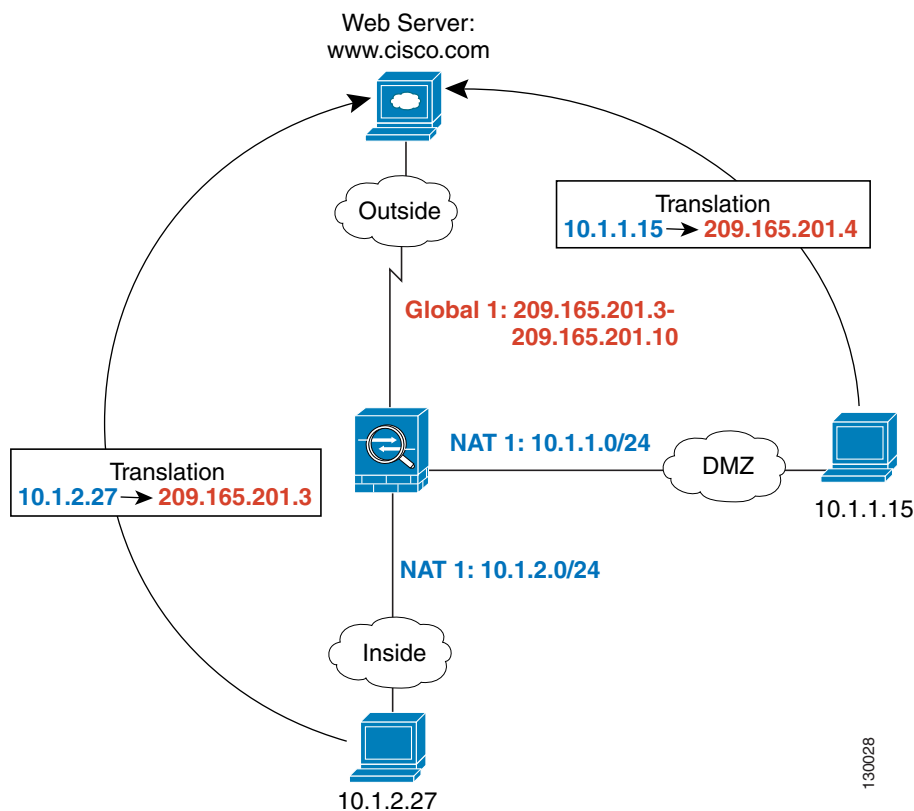 Web Server:
www.cisco.com
Outside
Translation
10.1.1.15 → 209.165.201.4
Global 1: 209.165.201.3-
209.165.201.10
NAT 1: 10.1.1.0/24
DMZ
10.1.1.15
Translation
10.1.2.27 → 209.165.201.3
NAT 1: 10.1.2.0/24
Inside
10.1.2.27
130028